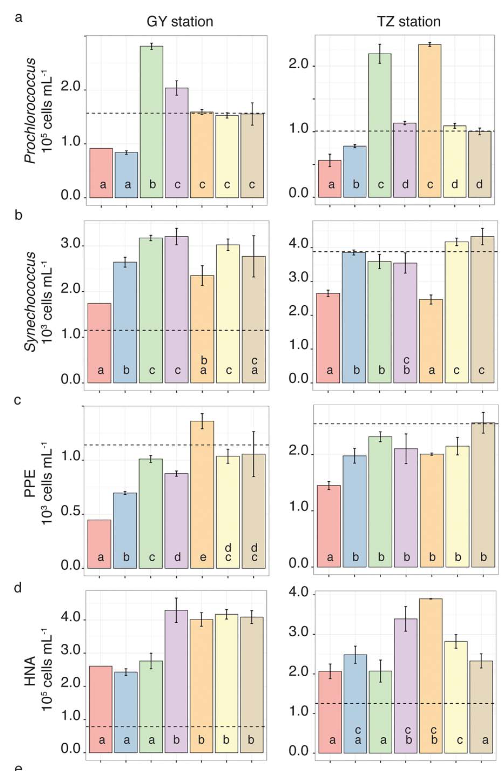 a
GY station
TZ station
Prochlorococcus
10⁵ cells mL⁻¹
2.0
1.0
0.0
a a b c c c c
2.0
1.0
0.0
a b c d c d d
b
Synechococcus
10³ cells mL⁻¹
3.0
2.0
1.0
0.0
b c
a b c c a c a
4.0
3.0
2.0
1.0
0.0
c
a b b b a c c
c
PPE
10³ cells mL⁻¹
1.0
0.5
0.0
d d
a b c d e c c
2.0
1.0
0.0
a b b b b b b
d
HNA
10⁵ cells mL⁻¹
4.0
3.0
2.0
1.0
0.0
a a a b b b b
4.0
3.0
2.0
1.0
0.0
c c c
a a a b b c a
e